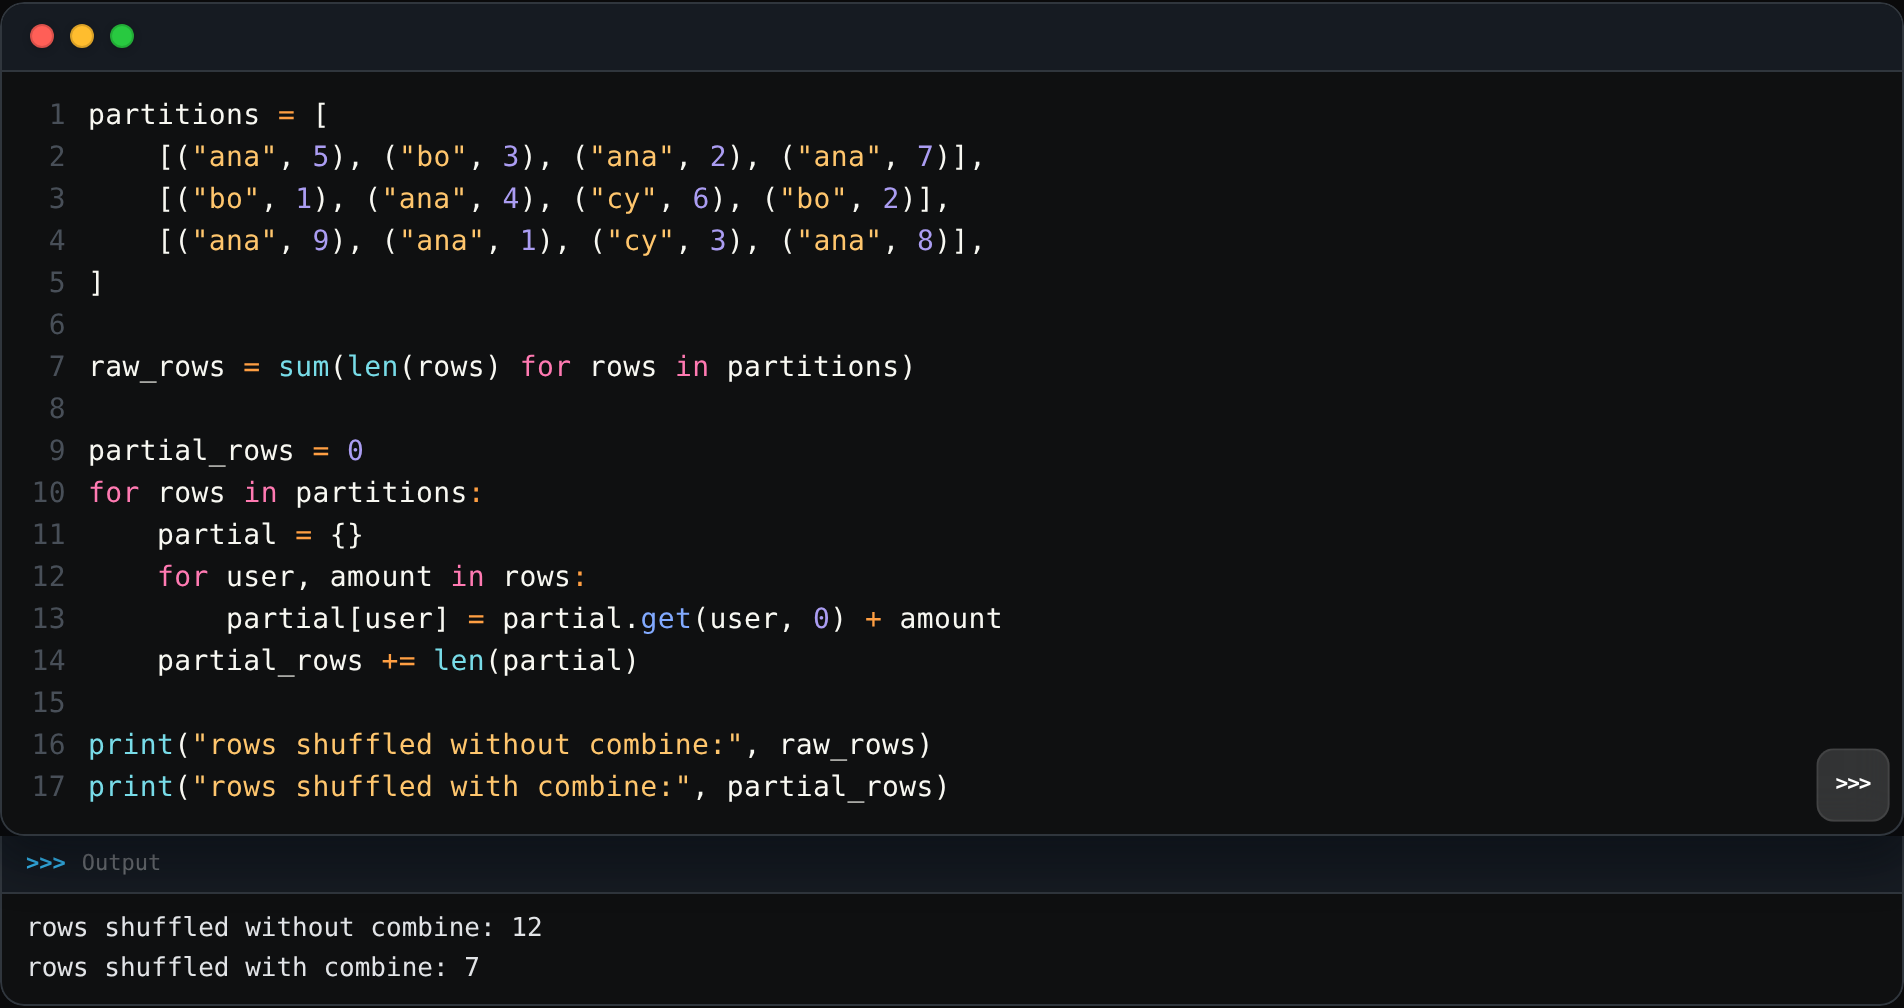 1 partitions = [
2     [("ana", 5), ("bo", 3), ("ana", 2), ("ana", 7)],
3     [("bo", 1), ("ana", 4), ("cy", 6), ("bo", 2)],
4     [("ana", 9), ("ana", 1), ("cy", 3), ("ana", 8)],
5 ]
6
7 raw_rows = sum(len(rows) for rows in partitions)
8
9 partial_rows = 0
10 for rows in partitions:
11     partial = {}
12     for user, amount in rows:
13         partial[user] = partial.get(user, 0) + amount
14     partial_rows += len(partial)
15
16 print("rows shuffled without combine:", raw_rows)
17 print("rows shuffled with combine:", partial_rows)
>>>
>>> Output
rows shuffled without combine: 12
rows shuffled with combine: 7